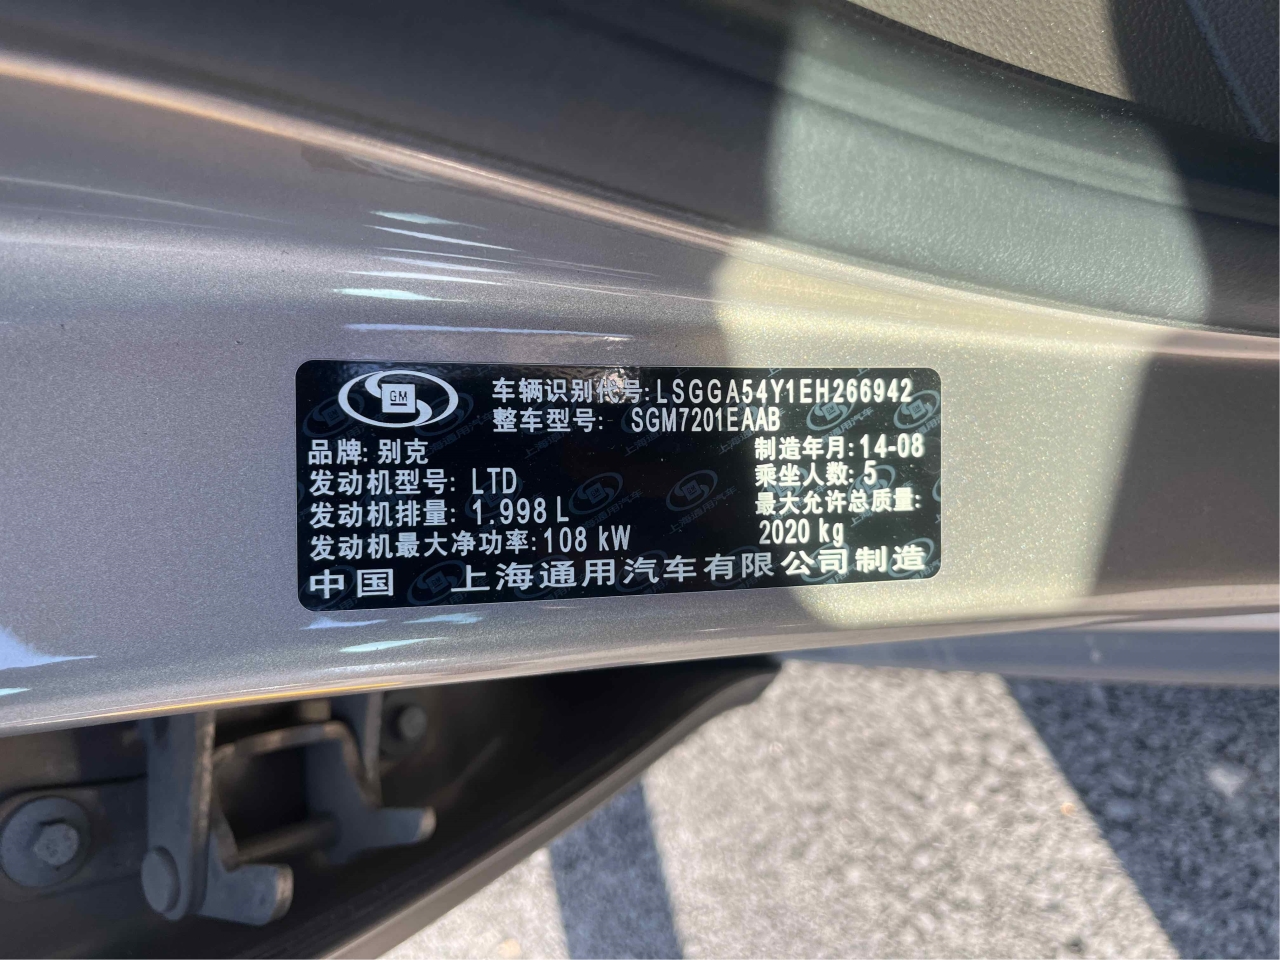 GM
车辆识别代号: LSGGA54Y1EH266942
整车型号: SGM7201EAAB
品牌: 别克 制造年月: 14-08
发动机型号: LTD 乘坐人数: 5
发动机排量: 1.998 L 最大允许总质量:
发动机最大净功率: 108 kW 2020 kg
中国 上海通用汽车有限公司制造